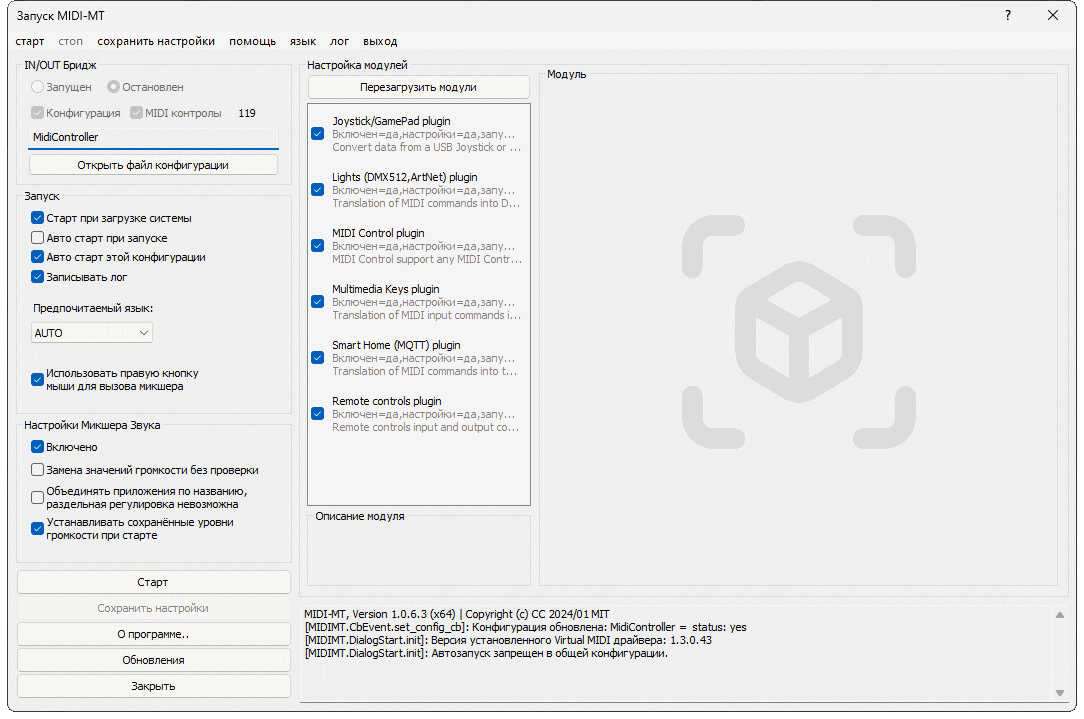 Запуск MIDI-MT
?
старт стоп сохранить настройки помощь язык лог выход
IN/OUT Бридж
Запущен Остановлен
Конфигурация MIDI контролы 119
MidiController
Открыть файл конфигурации
Запуск
Старт при загрузке системы
Авто старт при запуске
Авто старт этой конфигурации
Записывать лог
Предпочитаемый язык:
AUTO
Использовать правую кнопку
мыши для вызова микшера
Настройки Микшера Звука
Включено
Замена значений громкости без проверки
Объединять приложения по названию,
раздельная регулировка невозможна
Устанавливать сохранённые уровни
громкости при старте
Старт
Сохранить настройки
О программе..
Обновления
Закрыть
Настройка модулей
Перезагрузить модули
Joystick/GamePad plugin
Включен=да,настройки=да,запу...
Convert data from a USB Joystick or ...
Lights (DMX512,ArtNet) plugin
Включен=да,настройки=да,запу...
Translation of MIDI commands into D...
MIDI Control plugin
Включен=да,настройки=да,запу...
MIDI Control support any MIDI Contr...
Multimedia Keys plugin
Включен=да,настройки=да,запу...
Translation of MIDI input commands i...
Smart Home (MQTT) plugin
Включен=да,настройки=да,запу...
Translation of MIDI commands into t...
Remote controls plugin
Включен=да,настройки=да,запу...
Remote controls input and output co...
Описание модуля
Модуль
MIDI-MT, Version 1.0.6.3 (x64) | Copyright (c) CC 2024/01 MIT
[MIDIMT.CbEvent.set_config_cb]: Конфигурация обновлена: MidiController = status: yes
[MIDIMT.DialogStart.init]: Версия установленного Virtual MIDI драйвера: 1.3.0.43
[MIDIMT.DialogStart.init]: Автозапуск запрещен в общей конфигурации.